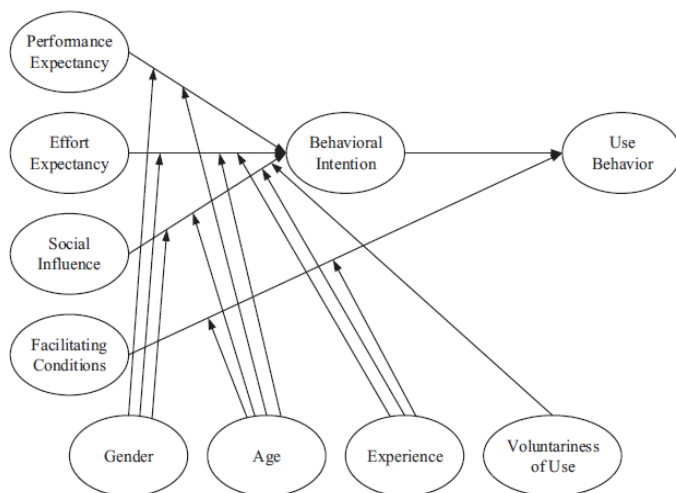 Performance
Expectancy
Effort
Expectancy
Behavioral
Intention
Use
Behavior
Social
Influence
Facilitating
Conditions
Gender
Age
Experience
Voluntariness
of Use